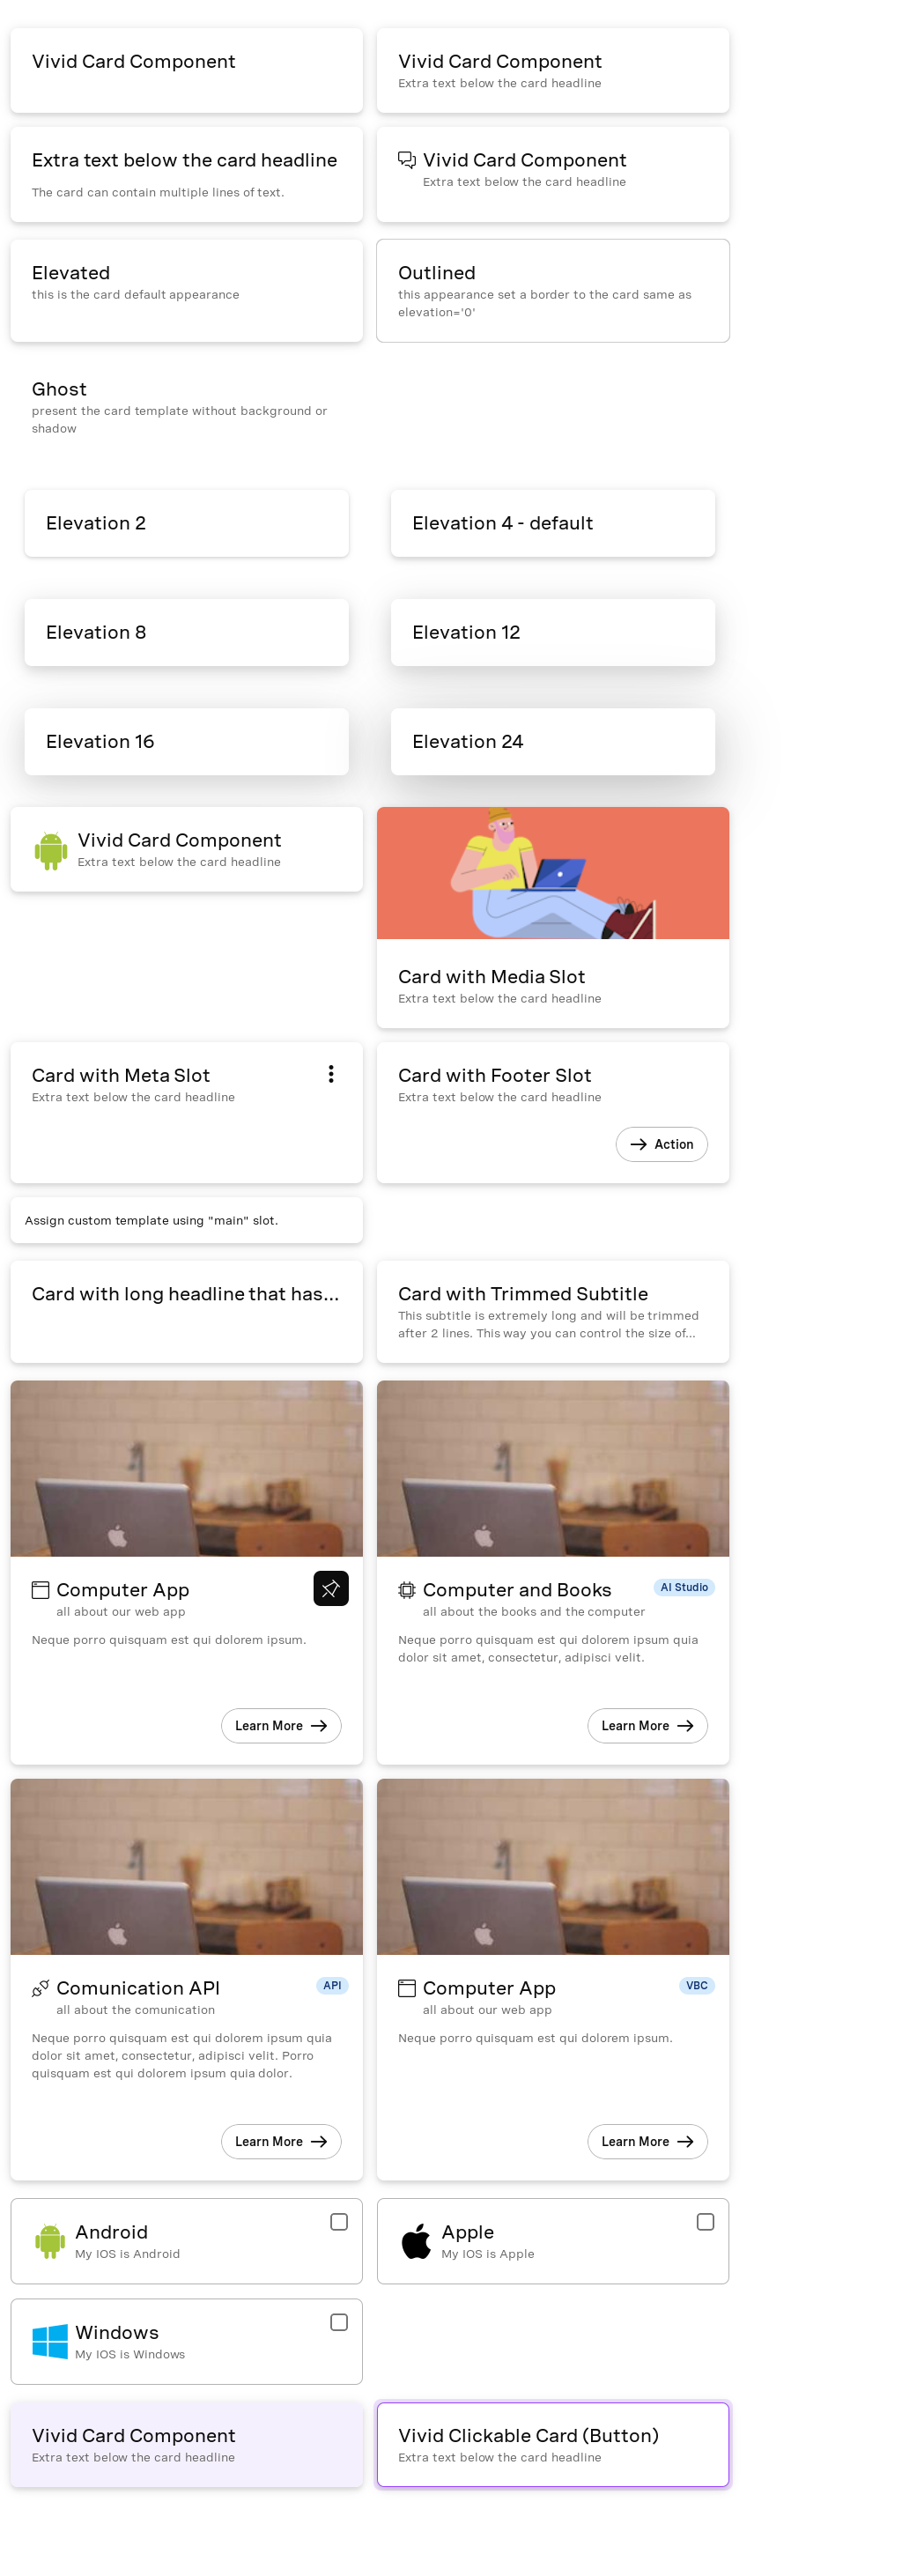 Vivid Card Component
Vivid Card Component
Extra text below the card headline
Extra text below the card headline
The card can contain multiple lines of text.
Vivid Card Component
Extra text below the card headline
Elevated
this is the card default appearance
Outlined
this appearance set a border to the card same as
elevation='0'
Ghost
present the card template without background or
shadow
Elevation 2
Elevation 4 - default
Elevation 8
Elevation 12
Elevation 16
Elevation 24
Vivid Card Component
Extra text below the card headline
Card with Media Slot
Extra text below the card headline
Card with Meta Slot
Extra text below the card headline
Card with Footer Slot
Extra text below the card headline
Action
Assign custom template using "main" slot.
Card with long headline that has...
Card with Trimmed Subtitle
This subtitle is extremely long and will be trimmed
after 2 lines. This way you can control the size of...
Computer App
all about our web app
Neque porro quisquam est qui dolorem ipsum.
Learn More
Computer and Books
AI Studio
all about the books and the computer
Neque porro quisquam est qui dolorem ipsum quia
dolor sit amet, consectetur, adipisci velit.
Learn More
Comunication API
API
all about the comunication
Neque porro quisquam est qui dolorem ipsum quia
dolor sit amet, consectetur, adipisci velit. Porro
quisquam est qui dolorem ipsum quia dolor.
Learn More
Computer App
VBC
all about our web app
Neque porro quisquam est qui dolorem ipsum.
Learn More
Android
My IOS is Android
Apple
My IOS is Apple
Windows
My IOS is Windows
Vivid Card Component
Extra text below the card headline
Vivid Clickable Card (Button)
Extra text below the card headline